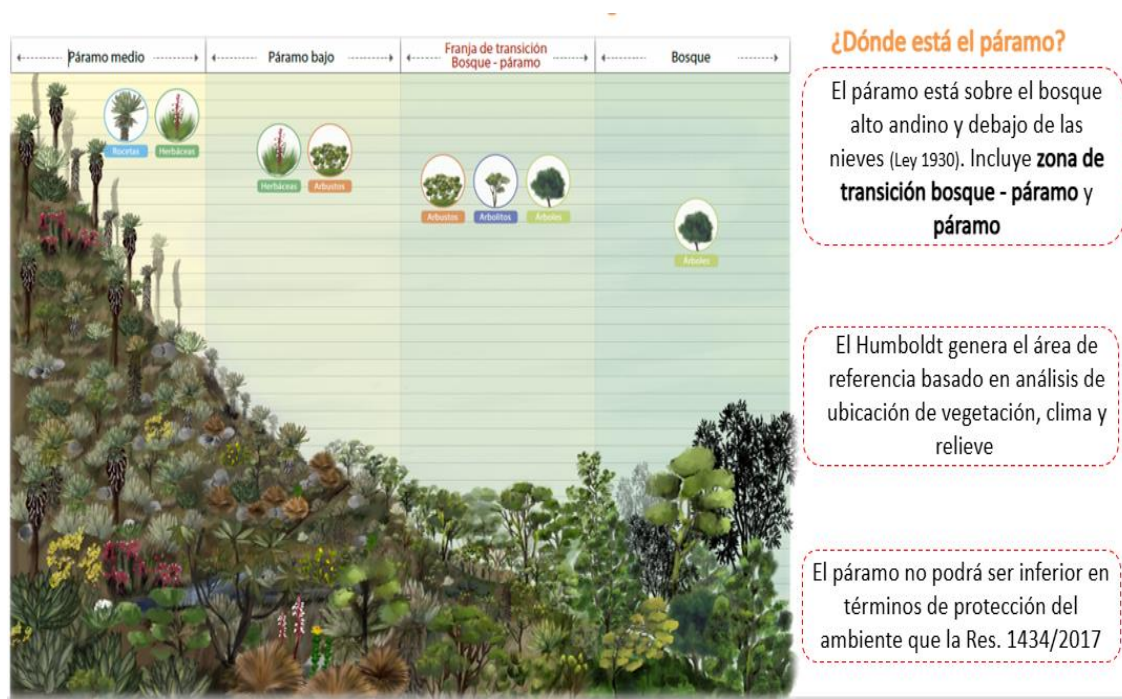 Páramo medio
Páramo bajo
Franja de transición
Bosque - páramo
Bosque
Rocetas
Herbáceas
Herbáceas
Arbustos
Arbustos
Arbolitos
Árboles
Árboles
¿Dónde está el páramo?
El páramo está sobre el bosque
alto andino y debajo de las
nieves (Ley 1930). Incluye zona de
transición bosque - páramo y
páramo
El Humboldt genera el área de
referencia basado en análisis de
ubicación de vegetación, clima y
relieve
El páramo no podrá ser inferior en
términos de protección del
ambiente que la Res. 1434/2017